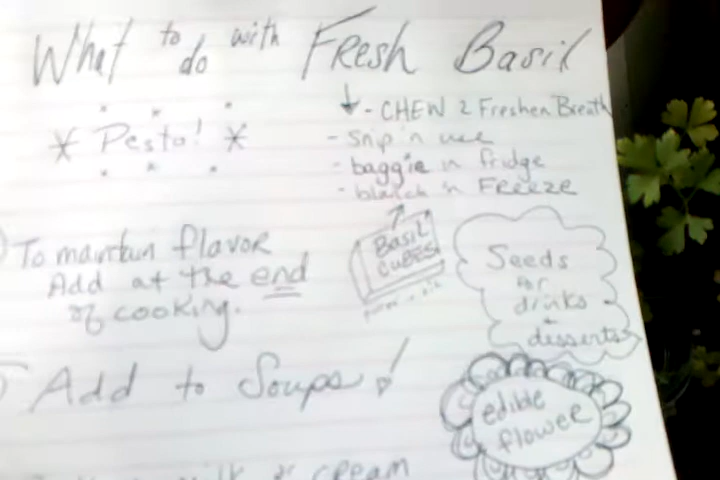 What to do with Fresh Basil
- CHEW 2 Freshen Breath
* Pesto! *
- Snip n use
- baggie n fridge
- blanch n FREEZE
BASIL
CUBES
To maintain flavor
Add at the end
of cooking.
Seeds
for
drinks
+
desserts
Add to Soups!
edible
flower
cream